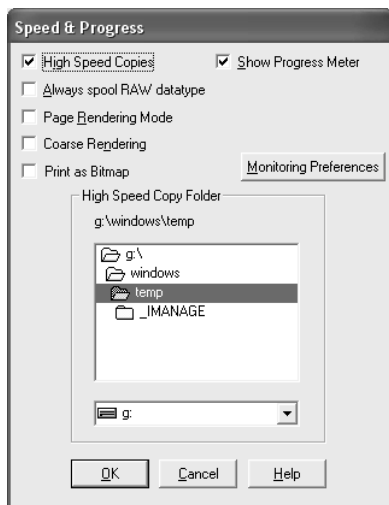 Speed & Progress
High Speed Copies
Show Progress Meter
Always spool RAW datatype
Page Rendering Mode
Coarse Rendering
Print as Bitmap
Monitoring Preferences
High Speed Copy Folder
g:\windows\temp
g:\
windows
temp
_IMANAGE
g:
OK Cancel Help